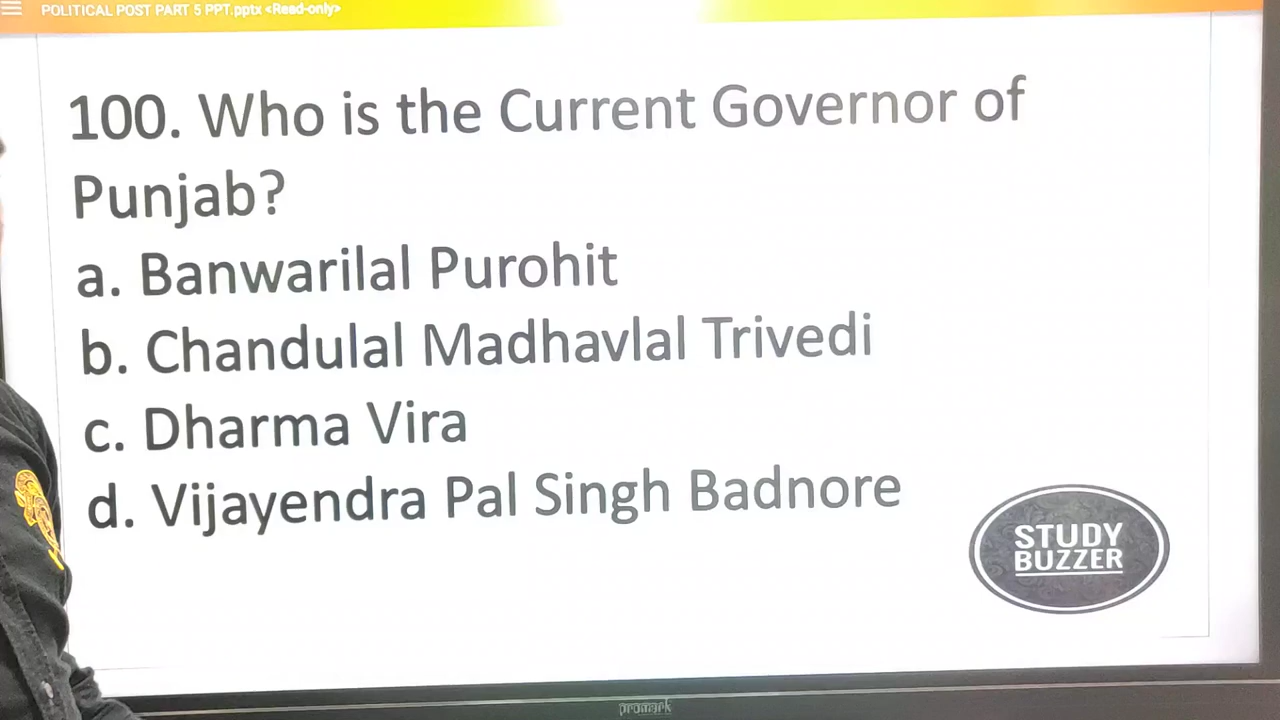 POLITICAL POST PART 5 PPT.pptx <Read-only>
100. Who is the Current Governor of
Punjab?
a. Banwarilal Purohit
b. Chandulal Madhavlal Trivedi
c. Dharma Vira
d. Vijayendra Pal Singh Badnore
STUDY
BUZZER
promark